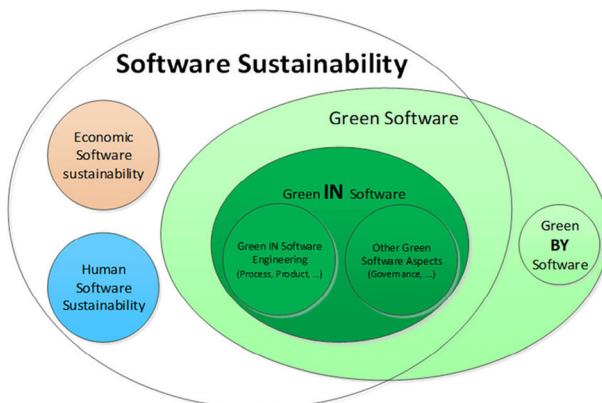 Software Sustainability
Green Software
Economic
Software
sustainability
Green IN Software
Green IN Software
Engineering
(Process, Product, ...)
Other Green
Software Aspects
(Governance, ...)
Green
BY
Software
Human
Software
Sustainability